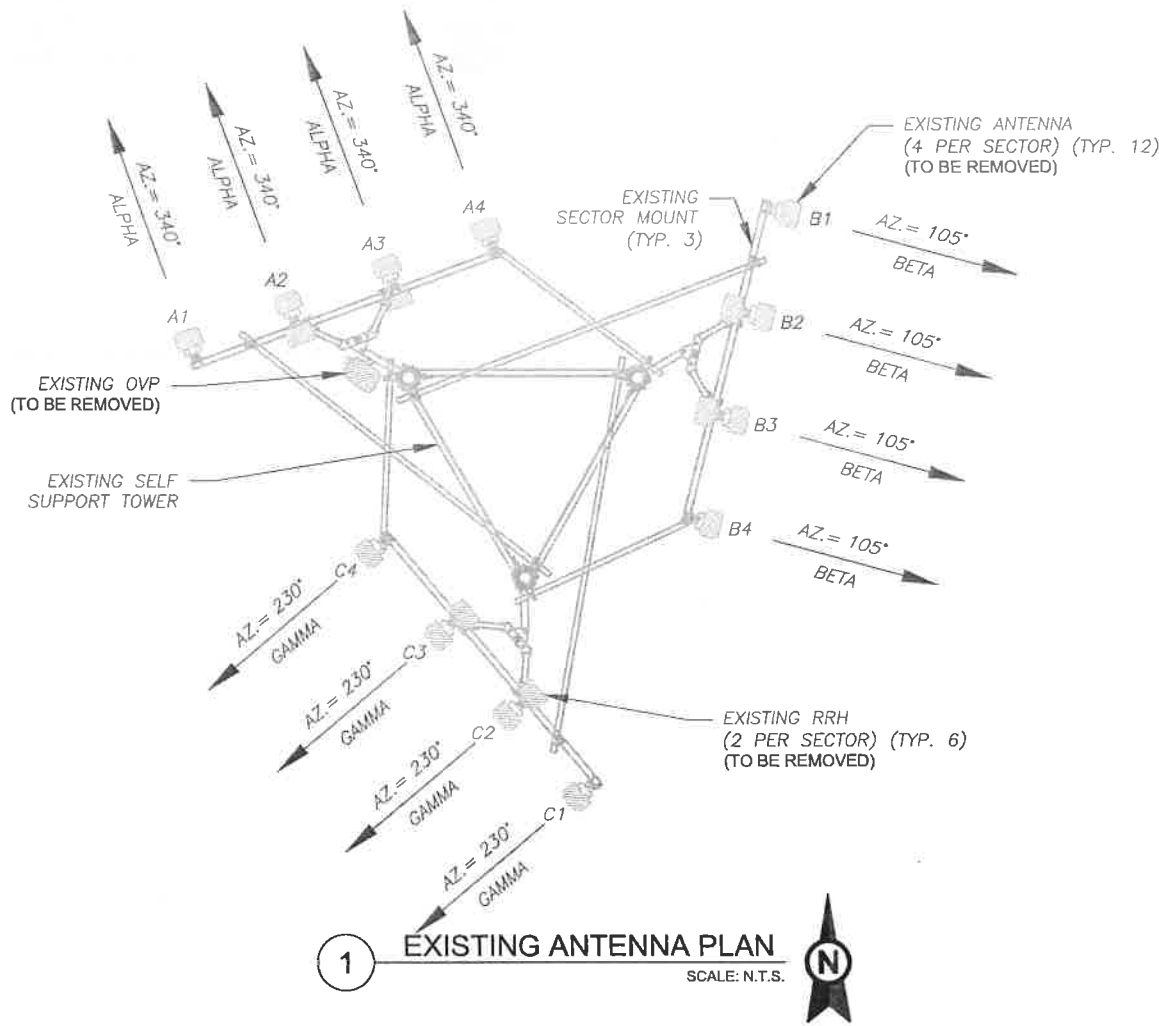 AZ.= 340°
ALPHA
AZ.= 340°
ALPHA
AZ.= 340°
ALPHA
AZ.= 340°
ALPHA
A1
A2
A3
A4
EXISTING
SECTOR MOUNT
(TYP. 3)
EXISTING ANTENNA
(4 PER SECTOR) (TYP. 12)
(TO BE REMOVED)
B1
AZ.= 105°
BETA
B2
AZ.= 105°
BETA
B3
AZ.= 105°
BETA
B4
AZ.= 105°
BETA
EXISTING OVP
(TO BE REMOVED)
EXISTING SELF
SUPPORT TOWER
C4
AZ.= 230°
GAMMA
C3
AZ.= 230°
GAMMA
C2
AZ.= 230°
GAMMA
C1
AZ.= 230°
GAMMA
EXISTING RRH
(2 PER SECTOR) (TYP. 6)
(TO BE REMOVED)
1
EXISTING ANTENNA PLAN
SCALE: N.T.S.
N